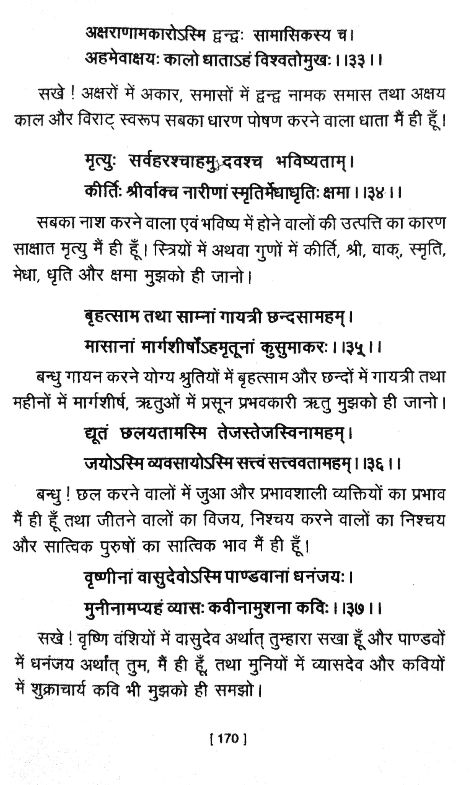 अक्षराणामकारोऽस्मि द्वन्द्वः सामासिकस्य च।
अहमेवाक्षयः कालो धाताऽहं विश्वतोमुखः।।३३।।
सखे ! अक्षरों में अकार, समासों में द्वन्द्व नामक समास तथा अक्षय
काल और विराट् स्वरूप सबका धारण पोषण करने वाला धाता मैं ही हूँ।
मृत्युः सर्वहरश्चाहमुदवश्च भविष्यताम्।
कीर्तिः श्रीर्वाक्च नारीणां स्मृतिर्मेधाधृतिः क्षमा।।३४।।
सबका नाश करने वाला एवं भविष्य में होने वालों की उत्पत्ति का कारण
साक्षात मृत्यु मैं ही हूँ। स्त्रियों में अथवा गुणों में कीर्ति, श्री, वाक्, स्मृति,
मेधा, धृति और क्षमा मुझको ही जानो।
बृहत्साम तथा साम्नां गायत्री छन्दसामहम्।
मासानां मार्गशीर्षोऽहमृतूनां कुसुमाकरः।।३५।।
बन्धु गायन करने योग्य श्रुतियों में बृहत्साम और छन्दों में गायत्री तथा
महीनों में मार्गशीर्ष, ऋतुओं में प्रसून प्रभवकारी ऋतु मुझको ही जानो।
द्यूतं छलयतामस्मि तेजस्तेजस्विनामहम्।
जयोऽस्मि व्यवसायोऽस्मि सत्त्वं सत्त्ववतामहम्।।३६।।
बन्धु ! छल करने वालों में जुआ और प्रभावशाली व्यक्तियों का प्रभाव
मैं ही हूँ तथा जीतने वालों का विजय, निश्चय करने वालों का निश्चय
और सात्विक पुरुषों का सात्विक भाव मैं ही हूँ।
वृष्णीनां वासुदेवोऽस्मि पाण्डवानां धनंजयः।
मुनीनामप्यहं व्यासः कवीनामुशना कविः।।३७।।
सखे ! वृष्णि वंशियों में वासुदेव अर्थात् तुम्हारा सखा हूँ और पाण्डवों
में धनंजय अर्थात् तुम, मैं ही हूँ, तथा मुनियों में व्यासदेव और कवियों
में शुक्राचार्य कवि भी मुझको ही समझो।
[ 170 ]